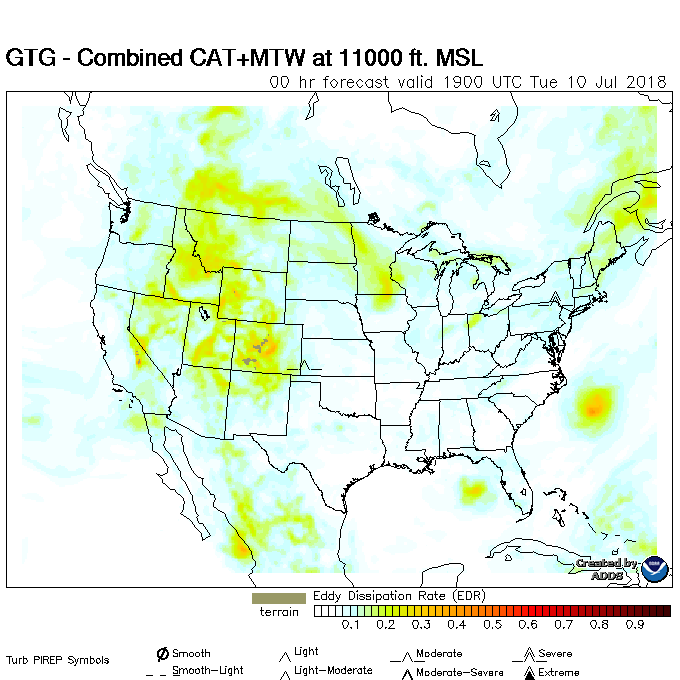 GTG - Combined CAT+MTW at 11000 ft. MSL
00 hr forecast valid 1900 UTC Tue 10 Jul 2018
Created by
ADDS
Eddy Dissipation Rate (EDR)
terrain
0.1 0.2 0.3 0.4 0.5 0.6 0.7 0.8 0.9
Turb PIREP Symbols
Smooth Light Moderate Severe
Smooth-Light Light-Moderate Moderate-Severe Extreme